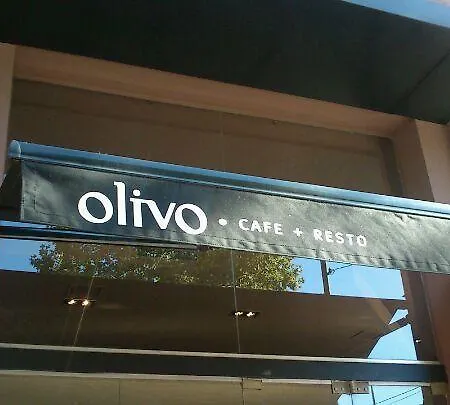 olivo • CAFE + RESTO